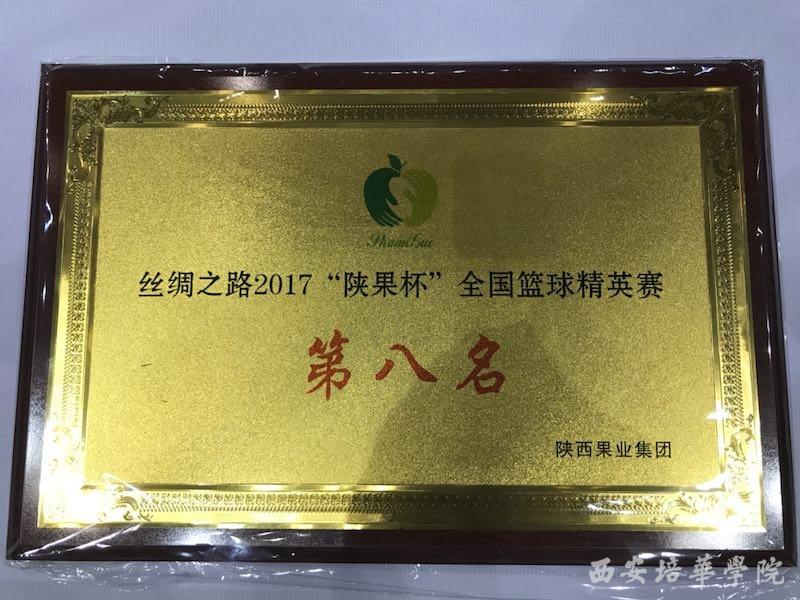 ShaanGuo
丝绸之路2017“陕果杯”全国篮球精英赛
第八名
陕西果业集团
西安培華學院